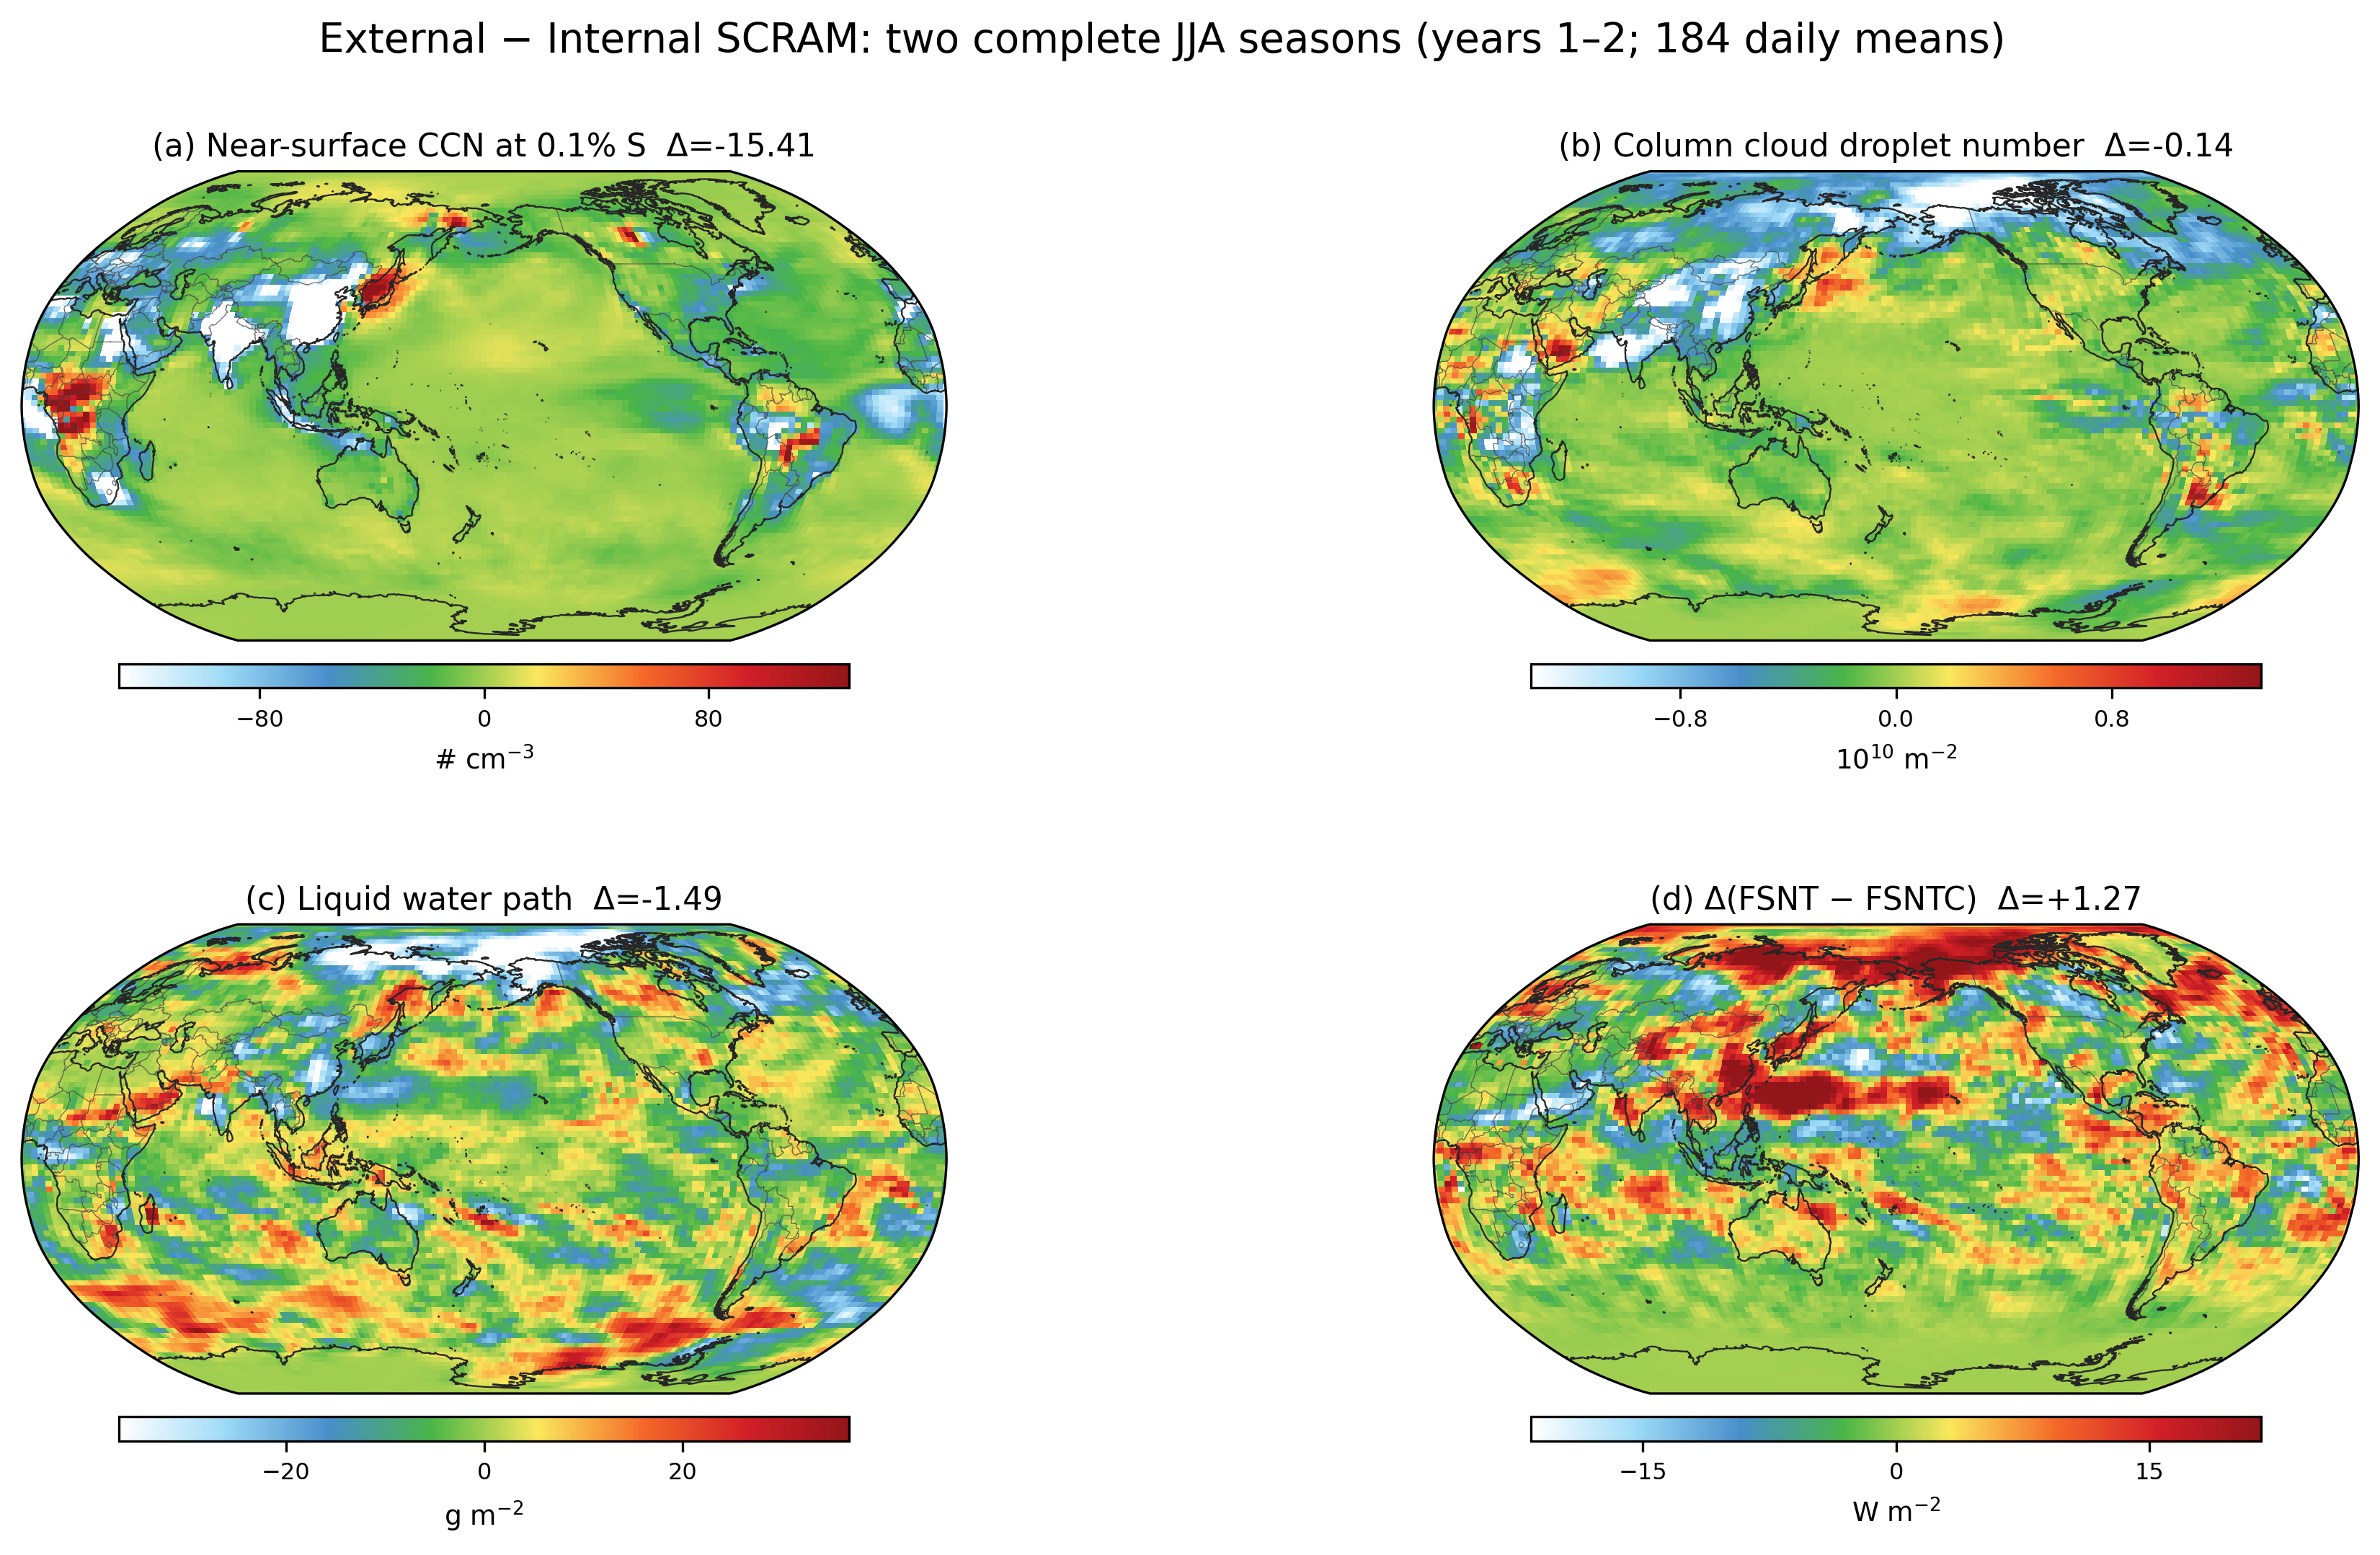 External − Internal SCRAM: two complete JJA seasons (years 1–2; 184 daily means)
(a) Near-surface CCN at 0.1% S  Δ=-15.41
−80 0 80
# cm⁻³
(b) Column cloud droplet number  Δ=-0.14
−0.8 0.0 0.8
10¹⁰ m⁻²
(c) Liquid water path  Δ=-1.49
−20 0 20
g m⁻²
(d) Δ(FSNT − FSNTC)  Δ=+1.27
−15 0 15
W m⁻²